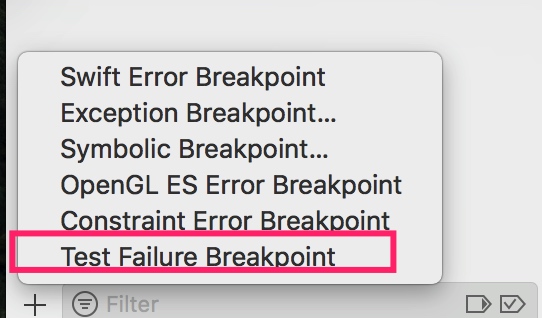 Swift Error Breakpoint
Exception Breakpoint...
Symbolic Breakpoint...
OpenGL ES Error Breakpoint
Constraint Error Breakpoint
Test Failure Breakpoint
Filter